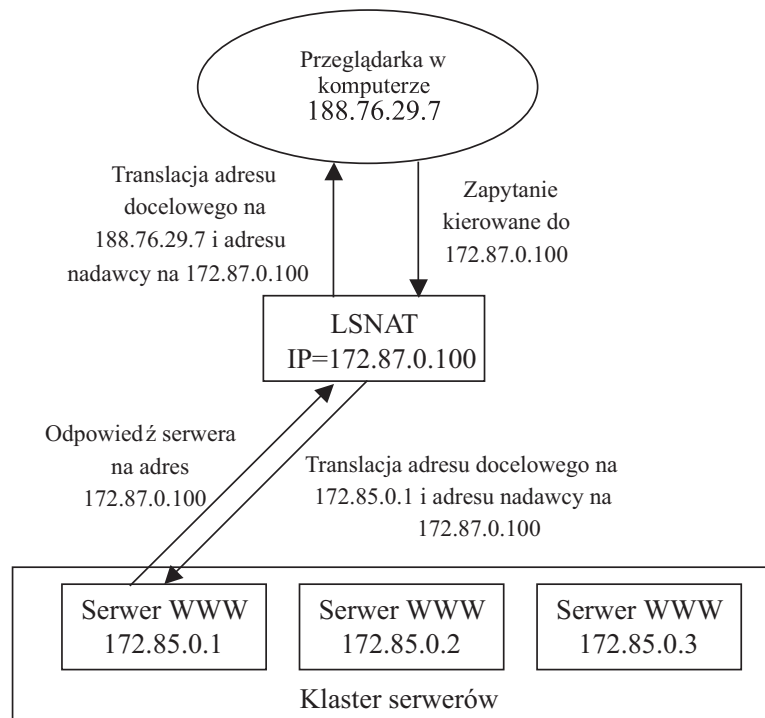 Przeglądarka w
komputerze
188.76.29.7
Translacja adresu
docelowego na
188.76.29.7 i adresu
nadawcy na 172.87.0.100
Zapytanie
kierowane do
172.87.0.100
LSNAT
IP=172.87.0.100
Odpowiedź serwera
na adres
172.87.0.100
Translacja adresu docelowego na
172.85.0.1 i adresu nadawcy na
172.87.0.100
Serwer WWW
172.85.0.1
Serwer WWW
172.85.0.2
Serwer WWW
172.85.0.3
Klaster serwerów